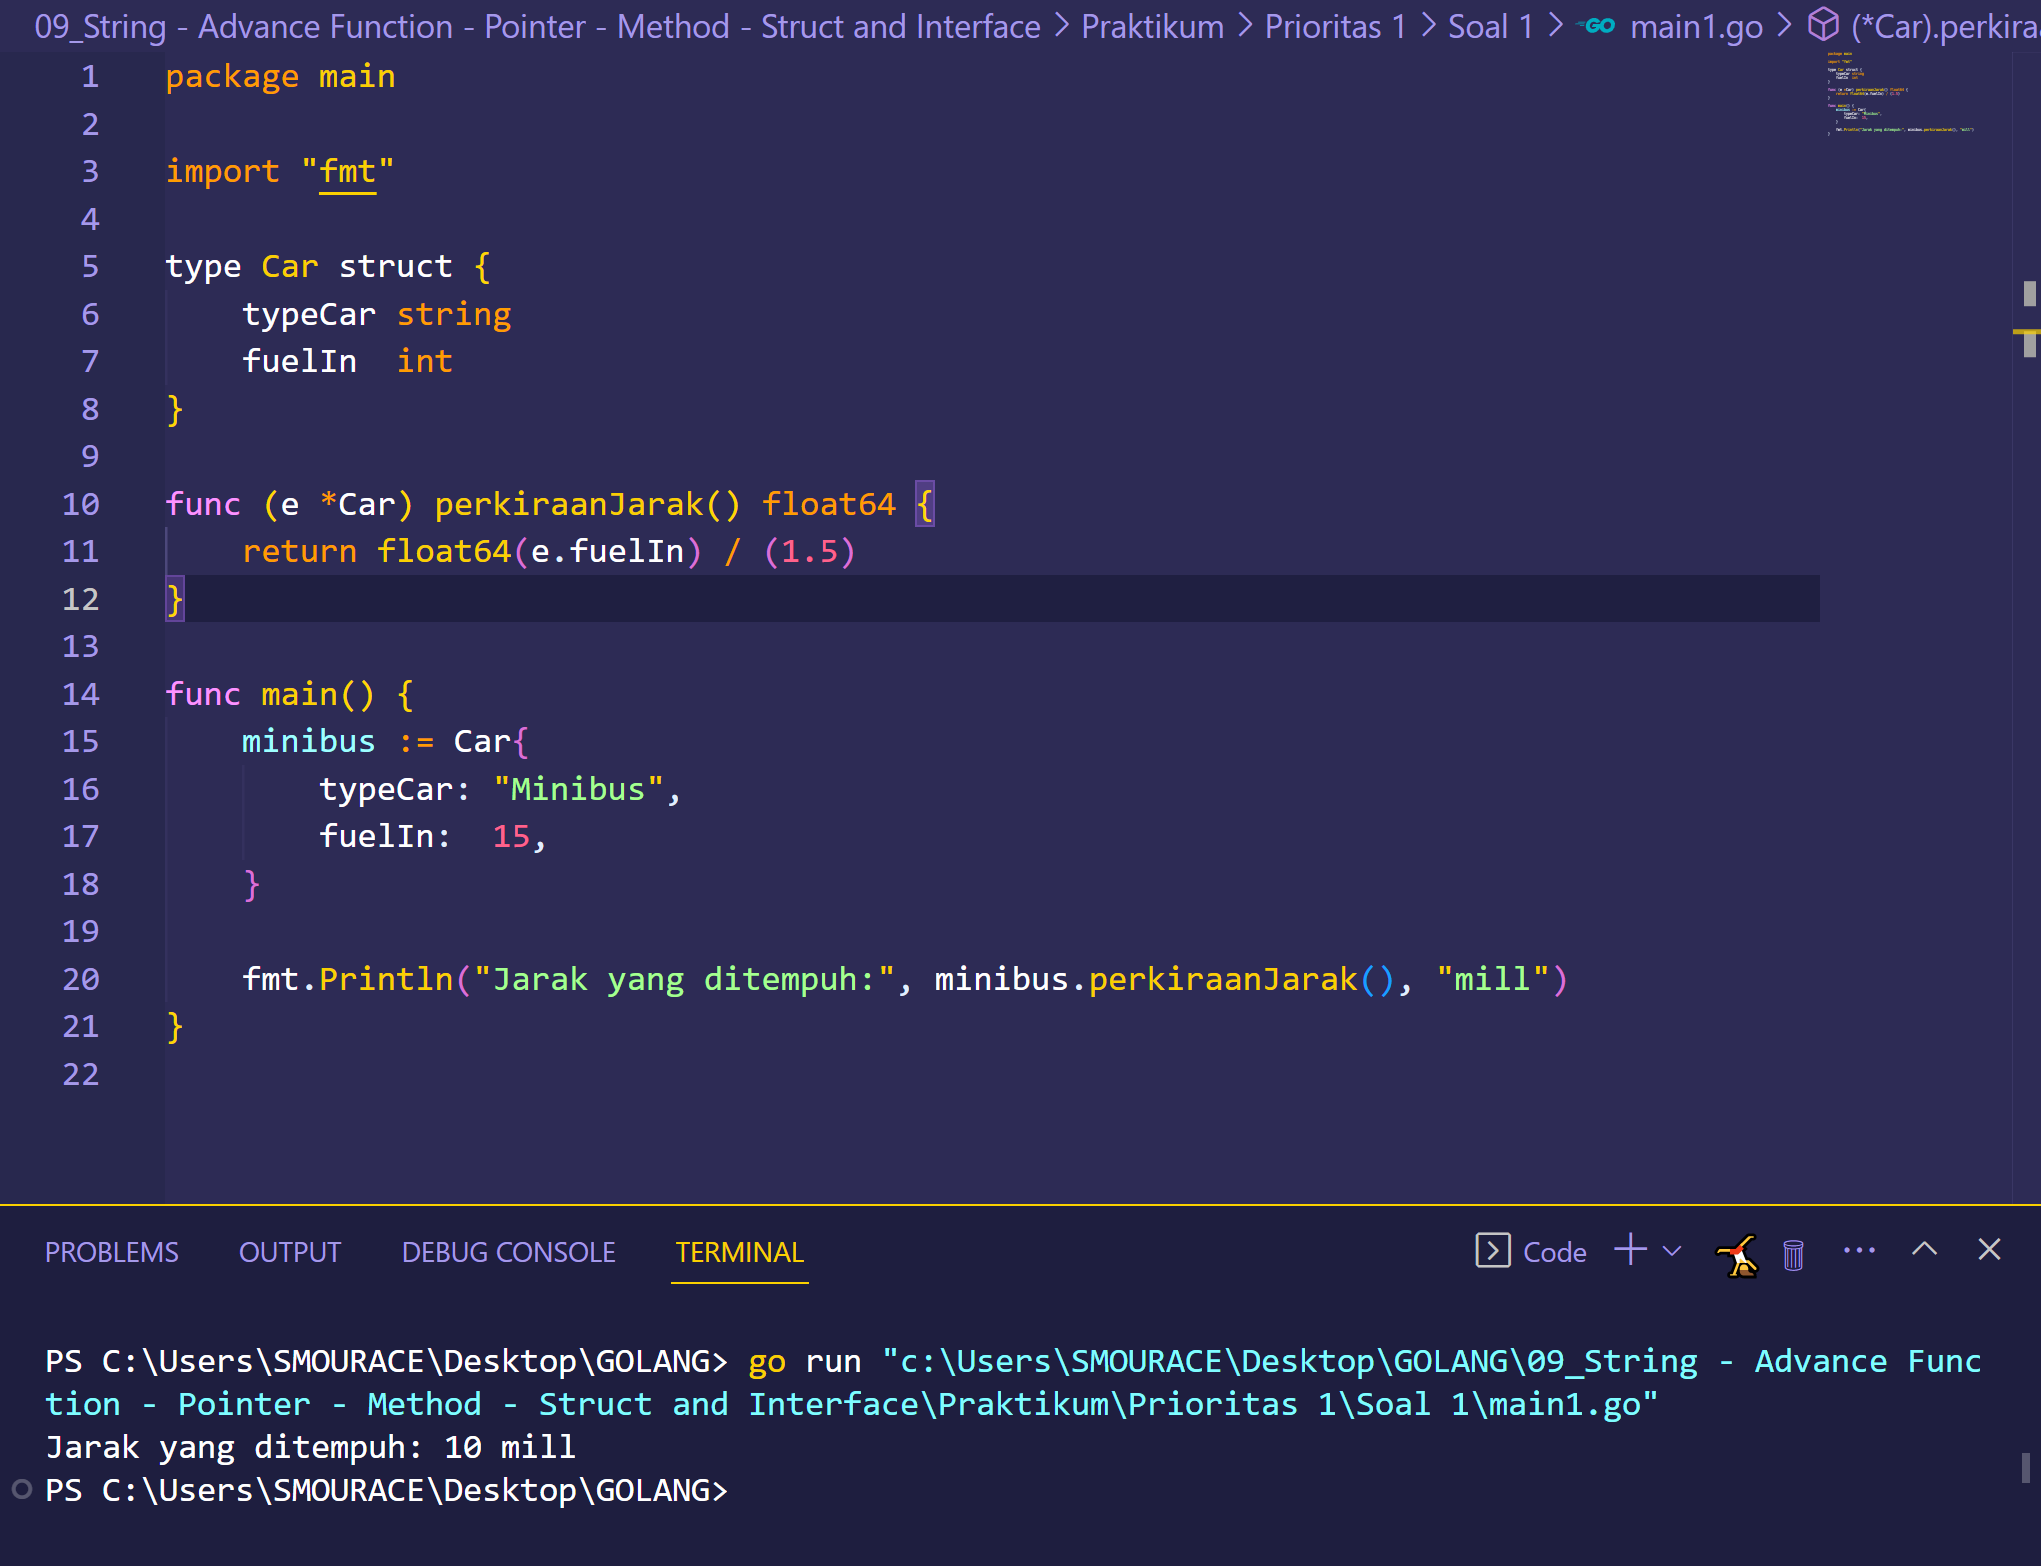 09_String - Advance Function - Pointer - Method - Struct and Interface > Praktikum > Prioritas 1 > Soal 1 > GO main1.go > (*Car).perkiraa
1 package main
2
3 import "fmt"
4
5 type Car struct {
6     typeCar string
7     fuelIn  int
8 }
9
10 func (e *Car) perkiraanJarak() float64 {
11     return float64(e.fuelIn) / (1.5)
12 }
13
14 func main() {
15     minibus := Car{
16         typeCar: "Minibus",
17         fuelIn:  15,
18     }
19
20     fmt.Println("Jarak yang ditempuh:", minibus.perkiraanJarak(), "mill")
21 }
22
PROBLEMS OUTPUT DEBUG CONSOLE TERMINAL Code
PS C:\Users\SMOURACE\Desktop\GOLANG> go run "c:\Users\SMOURACE\Desktop\GOLANG\09_String - Advance Func
tion - Pointer - Method - Struct and Interface\Praktikum\Prioritas 1\Soal 1\main1.go"
Jarak yang ditempuh: 10 mill
PS C:\Users\SMOURACE\Desktop\GOLANG>